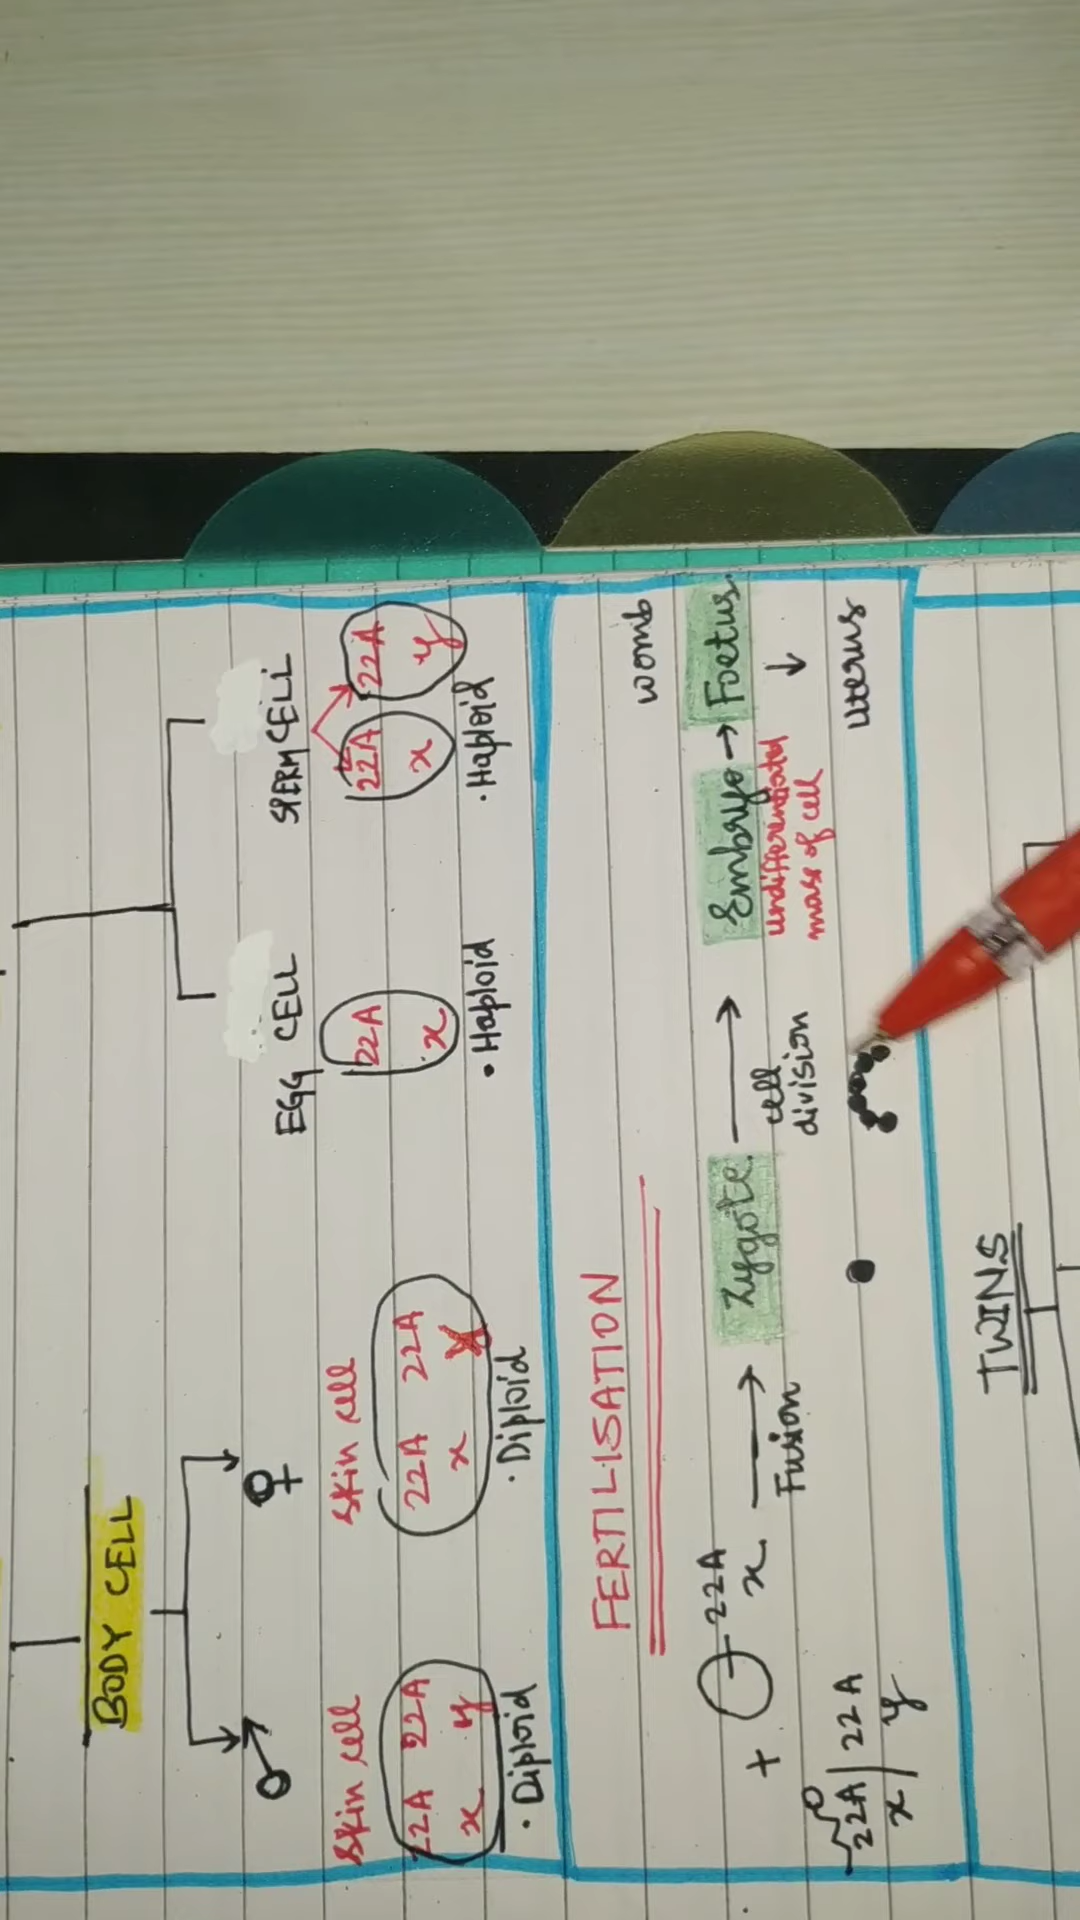 BODY CELL
♂ ♀
Skin cell
22A 22A
x y
• Diploid
Skin cell
22A 22A
x X
• Diploid
EGG CELL
22A
x
• Haploid
SPERM CELL
22A
x
22A
y
• Haploid
FERTILISATION
22A | 22A
x | y
+
22A
x
Fusion
Zygote
cell
division
Embryo → Foetus
undifferentiated
mass of cell
womb
↓
Uterus
TWINS